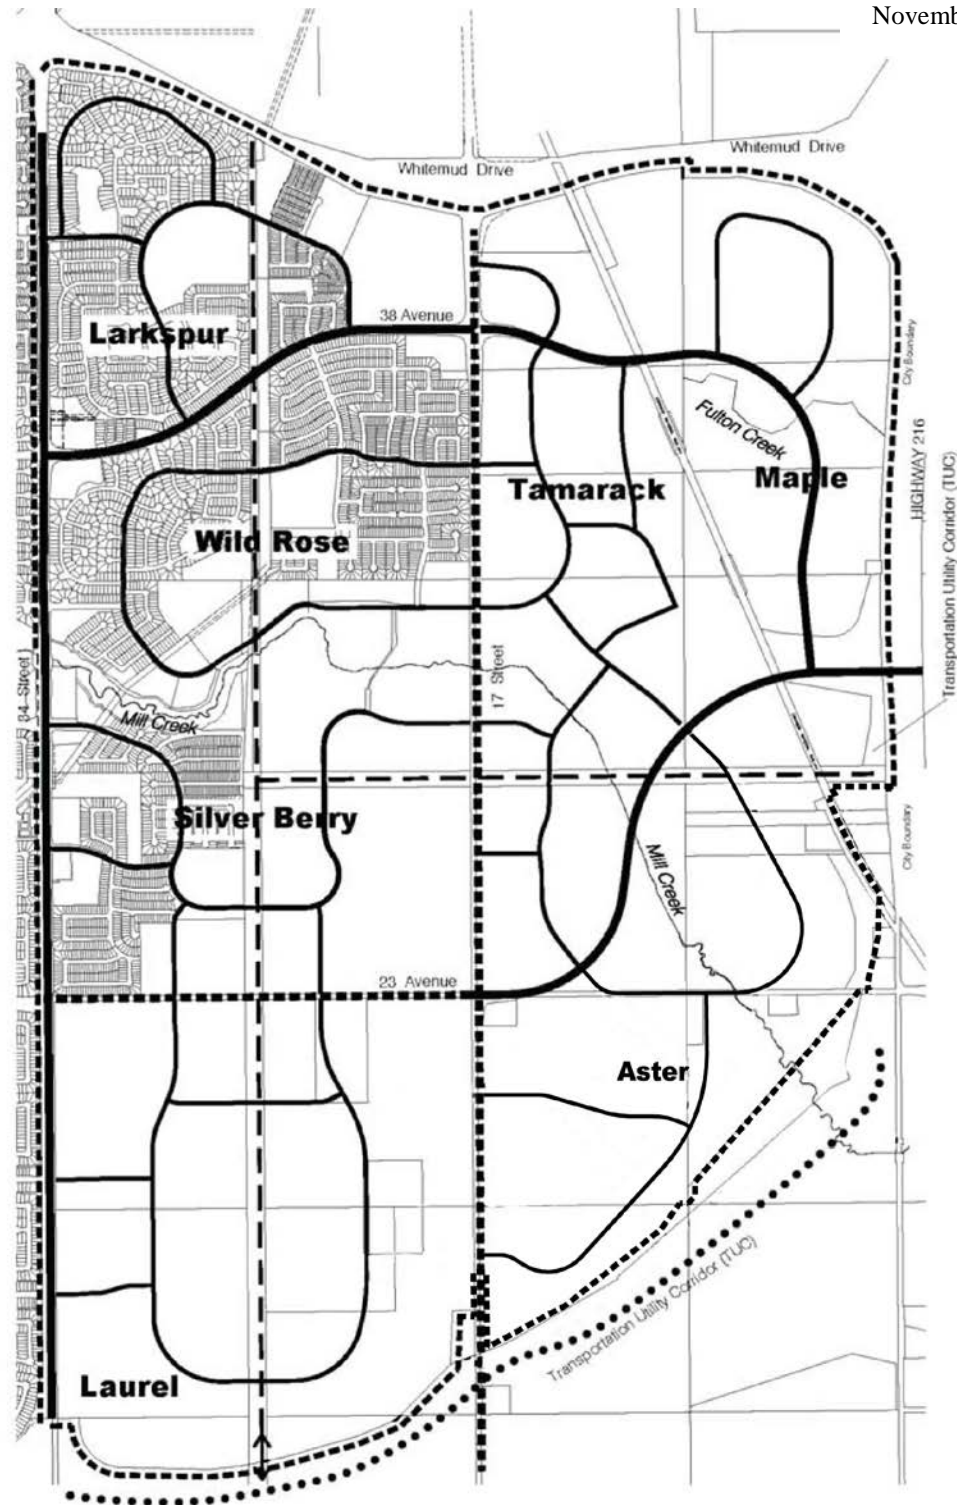 Novemb
Whitemud Drive
Whitemud Drive
38 Avenue
Larkspur
City Boundary
Fulton Creek
HIGHWAY 216
Maple
Tamarack
Wild Rose
Transportation Utility Corridor (TUC)
34 Street
17 Street
Mill Creek
Silver Berry
City Boundary
Mill Creek
23 Avenue
Aster
Transportation Utility Corridor (TUC)
Laurel